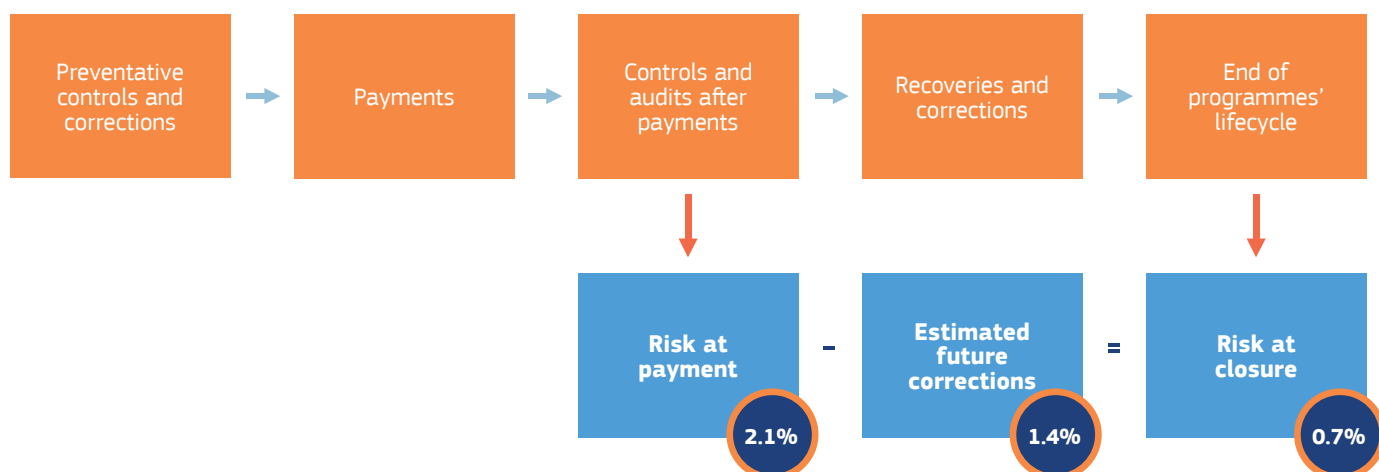 Preventative
controls and
corrections
Payments
Controls and
audits after
payments
Recoveries and
corrections
End of
programmes’
lifecycle
Risk at
payment
2.1%
-
Estimated
future
corrections
1.4%
=
Risk at
closure
0.7%